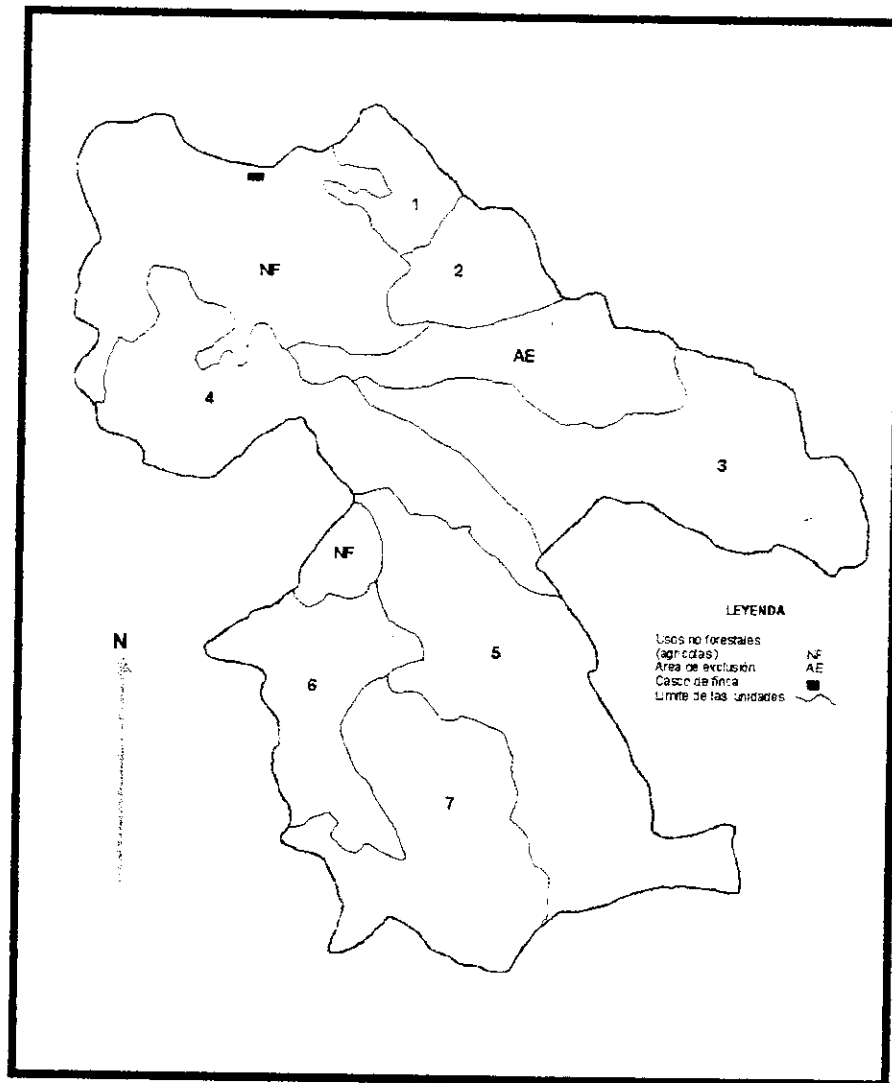 1
NF
2
AE
4
3
NF
LEYENDA
N
Usos no forestales
(agrícolas) NF
5
Area de exclusión AE
6
Casco de finca
Límite de las unidades
7